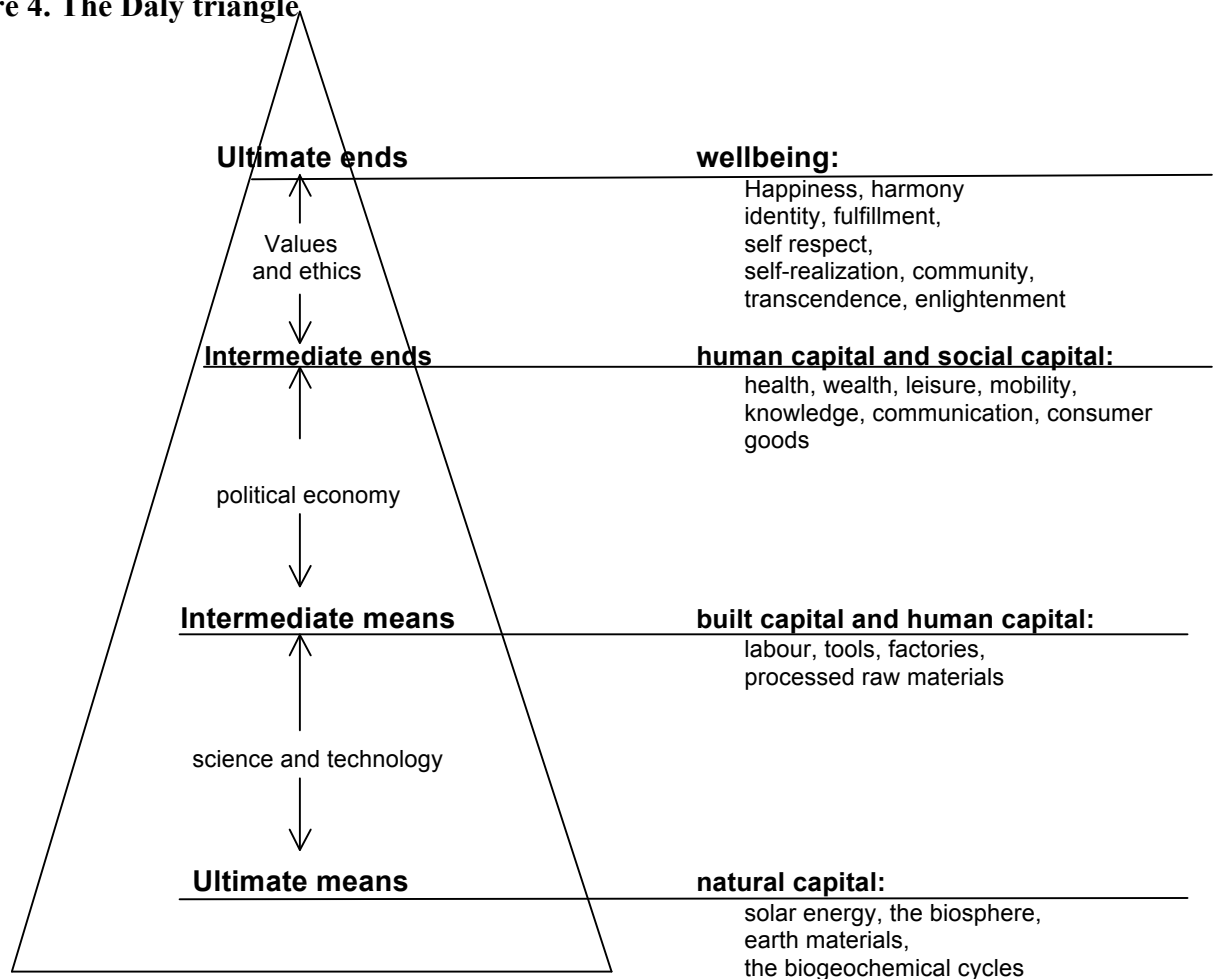 re 4. The Daly triangle
Ultimate ends
wellbeing:
Happiness, harmony
identity, fulfillment,
self respect,
self-realization, community,
transcendence, enlightenment
Values
and ethics
Intermediate ends
human capital and social capital:
health, wealth, leisure, mobility,
knowledge, communication, consumer
goods
political economy
Intermediate means
built capital and human capital:
labour, tools, factories,
processed raw materials
science and technology
Ultimate means
natural capital:
solar energy, the biosphere,
earth materials,
the biogeochemical cycles